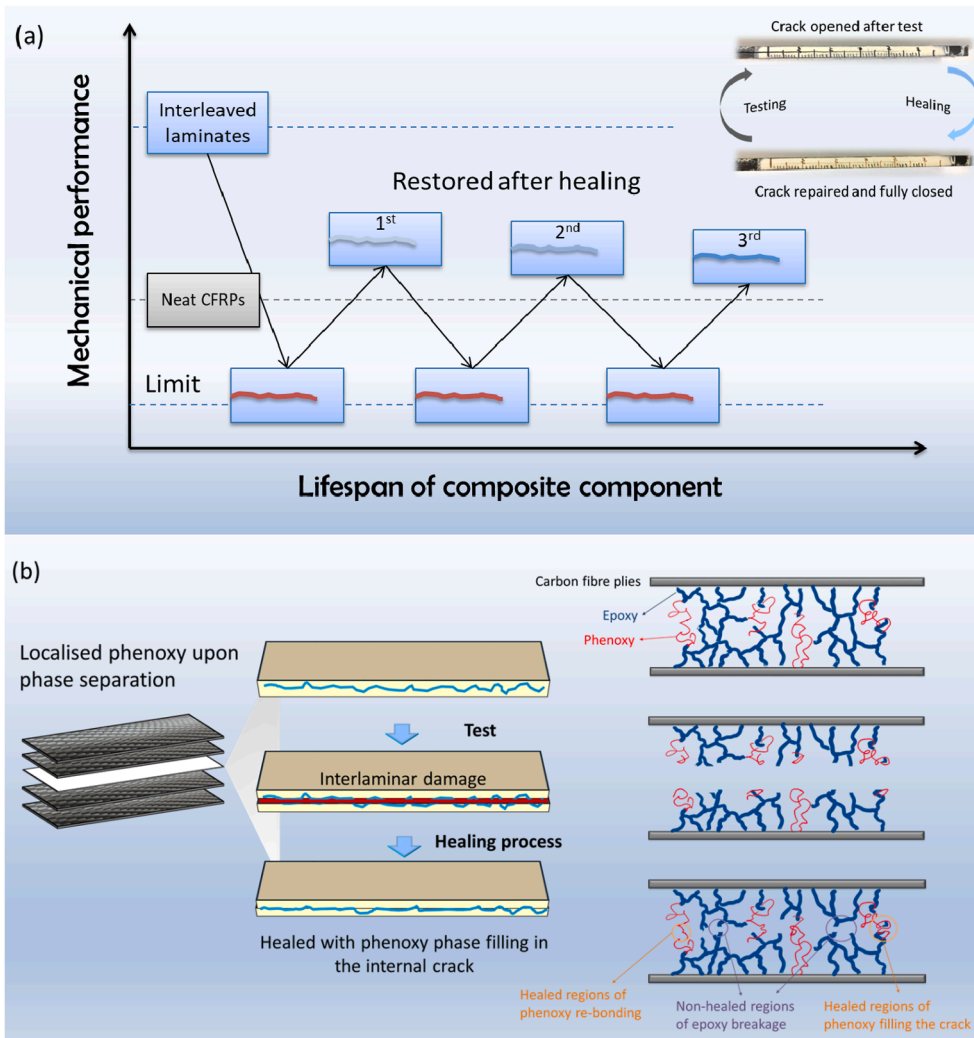 (a)
Mechanical performance
Interleaved
laminates
Neat CFRPs
Limit
Restored after healing
1st
2nd
3rd
Lifespan of composite component
Crack opened after test
Testing
Healing
Crack repaired and fully closed
(b)
Localised phenoxy upon
phase separation
Test
Interlaminar damage
Healing process
Healed with phenoxy phase filling in
the internal crack
Carbon fibre plies
Epoxy
Phenoxy
Healed regions of
phenoxy re-bonding
Non-healed regions
of epoxy breakage
Healed regions of
phenoxy filling the crack